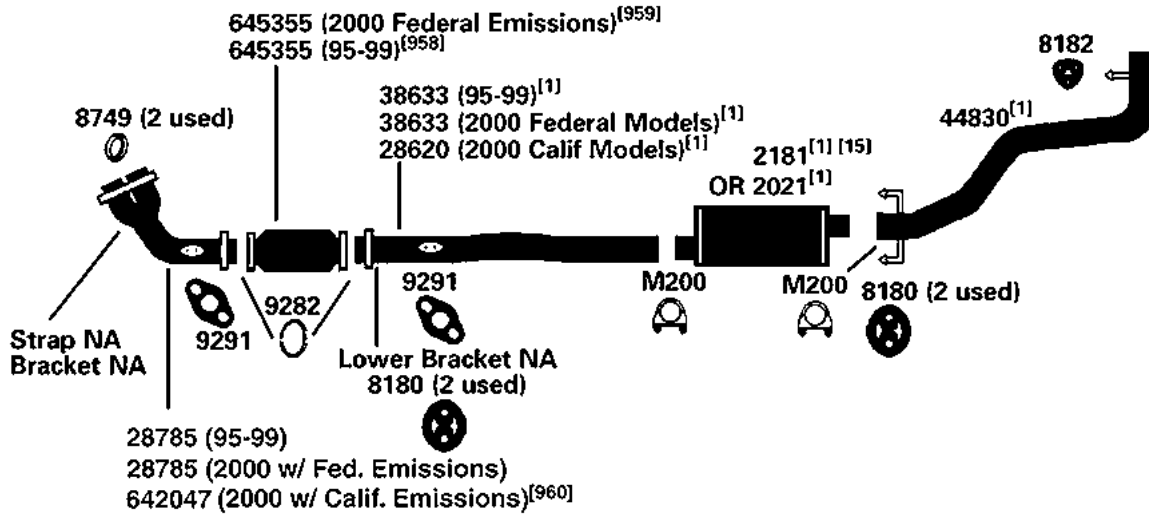 645355 (2000 Federal Emissions)[959]
645355 (95-99)[958]
8182
8749 (2 used)
38633 (95-99)[1]
38633 (2000 Federal Models)[1]
28620 (2000 Calif Models)[1]
44830[1]
2181[1] [15]
OR 2021[1]
M200
M200
8180 (2 used)
9282
9291
9291
Strap NA
Bracket NA
Lower Bracket NA
8180 (2 used)
28785 (95-99)
28785 (2000 w/ Fed. Emissions)
642047 (2000 w/ Calif. Emissions)[960]